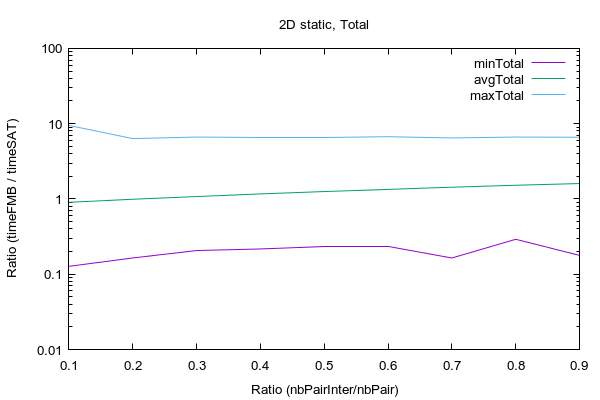 2D static, Total
minTotal
avgTotal
maxTotal
100
10
1
0.1
0.01
Ratio (timeFMB / timeSAT)
0.1 0.2 0.3 0.4 0.5 0.6 0.7 0.8 0.9
Ratio (nbPairInter/nbPair)